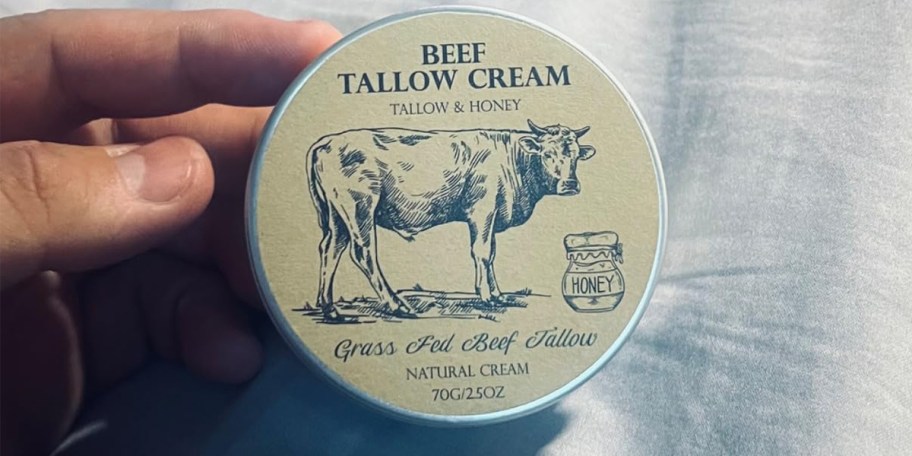 BEEF
TALLOW CREAM
TALLOW & HONEY
HONEY
Grass Fed Beef Tallow
NATURAL CREAM
70G/2.5OZ